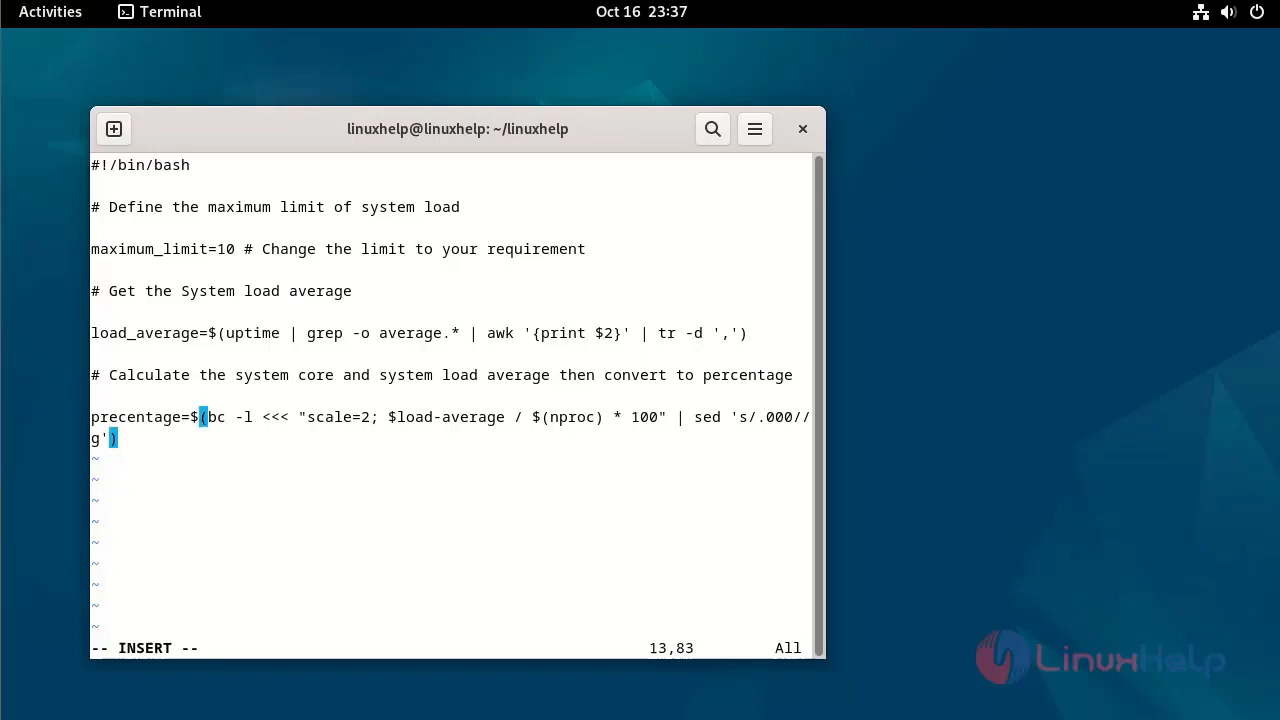 Activities Terminal Oct 16 23:37
linuxhelp@linuxhelp: ~/linuxhelp
#!/bin/bash
# Define the maximum limit of system load
maximum_limit=10 # Change the limit to your requirement
# Get the System load average
load_average=$(uptime | grep -o average.* | awk '{print $2}' | tr -d ',')
# Calculate the system core and system load average then convert to percentage
precentage=$(bc -l <<< "scale=2; $load-average / $(nproc) * 100" | sed 's/.000//
g')
~
~
~
~
~
~
~
~
~
-- INSERT -- 13,83 All
LinuxHelp